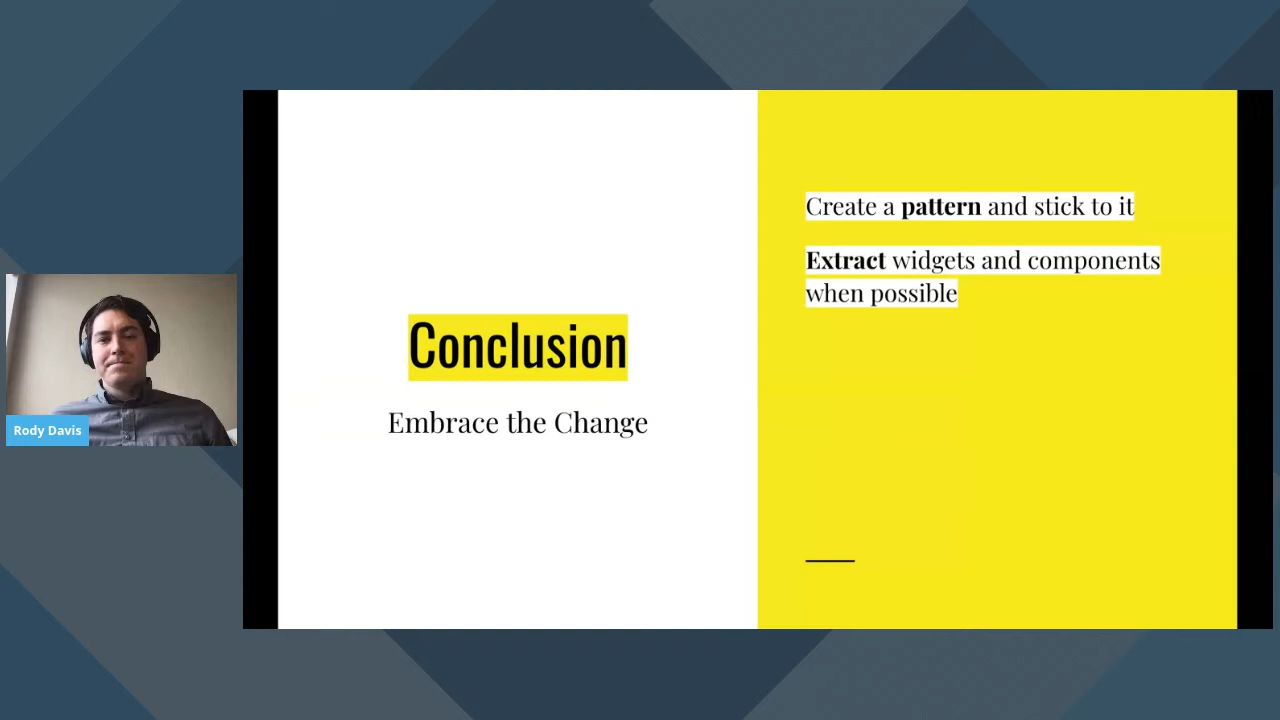 Rody Davis
Conclusion
Embrace the Change
Create a pattern and stick to it
Extract widgets and components
when possible